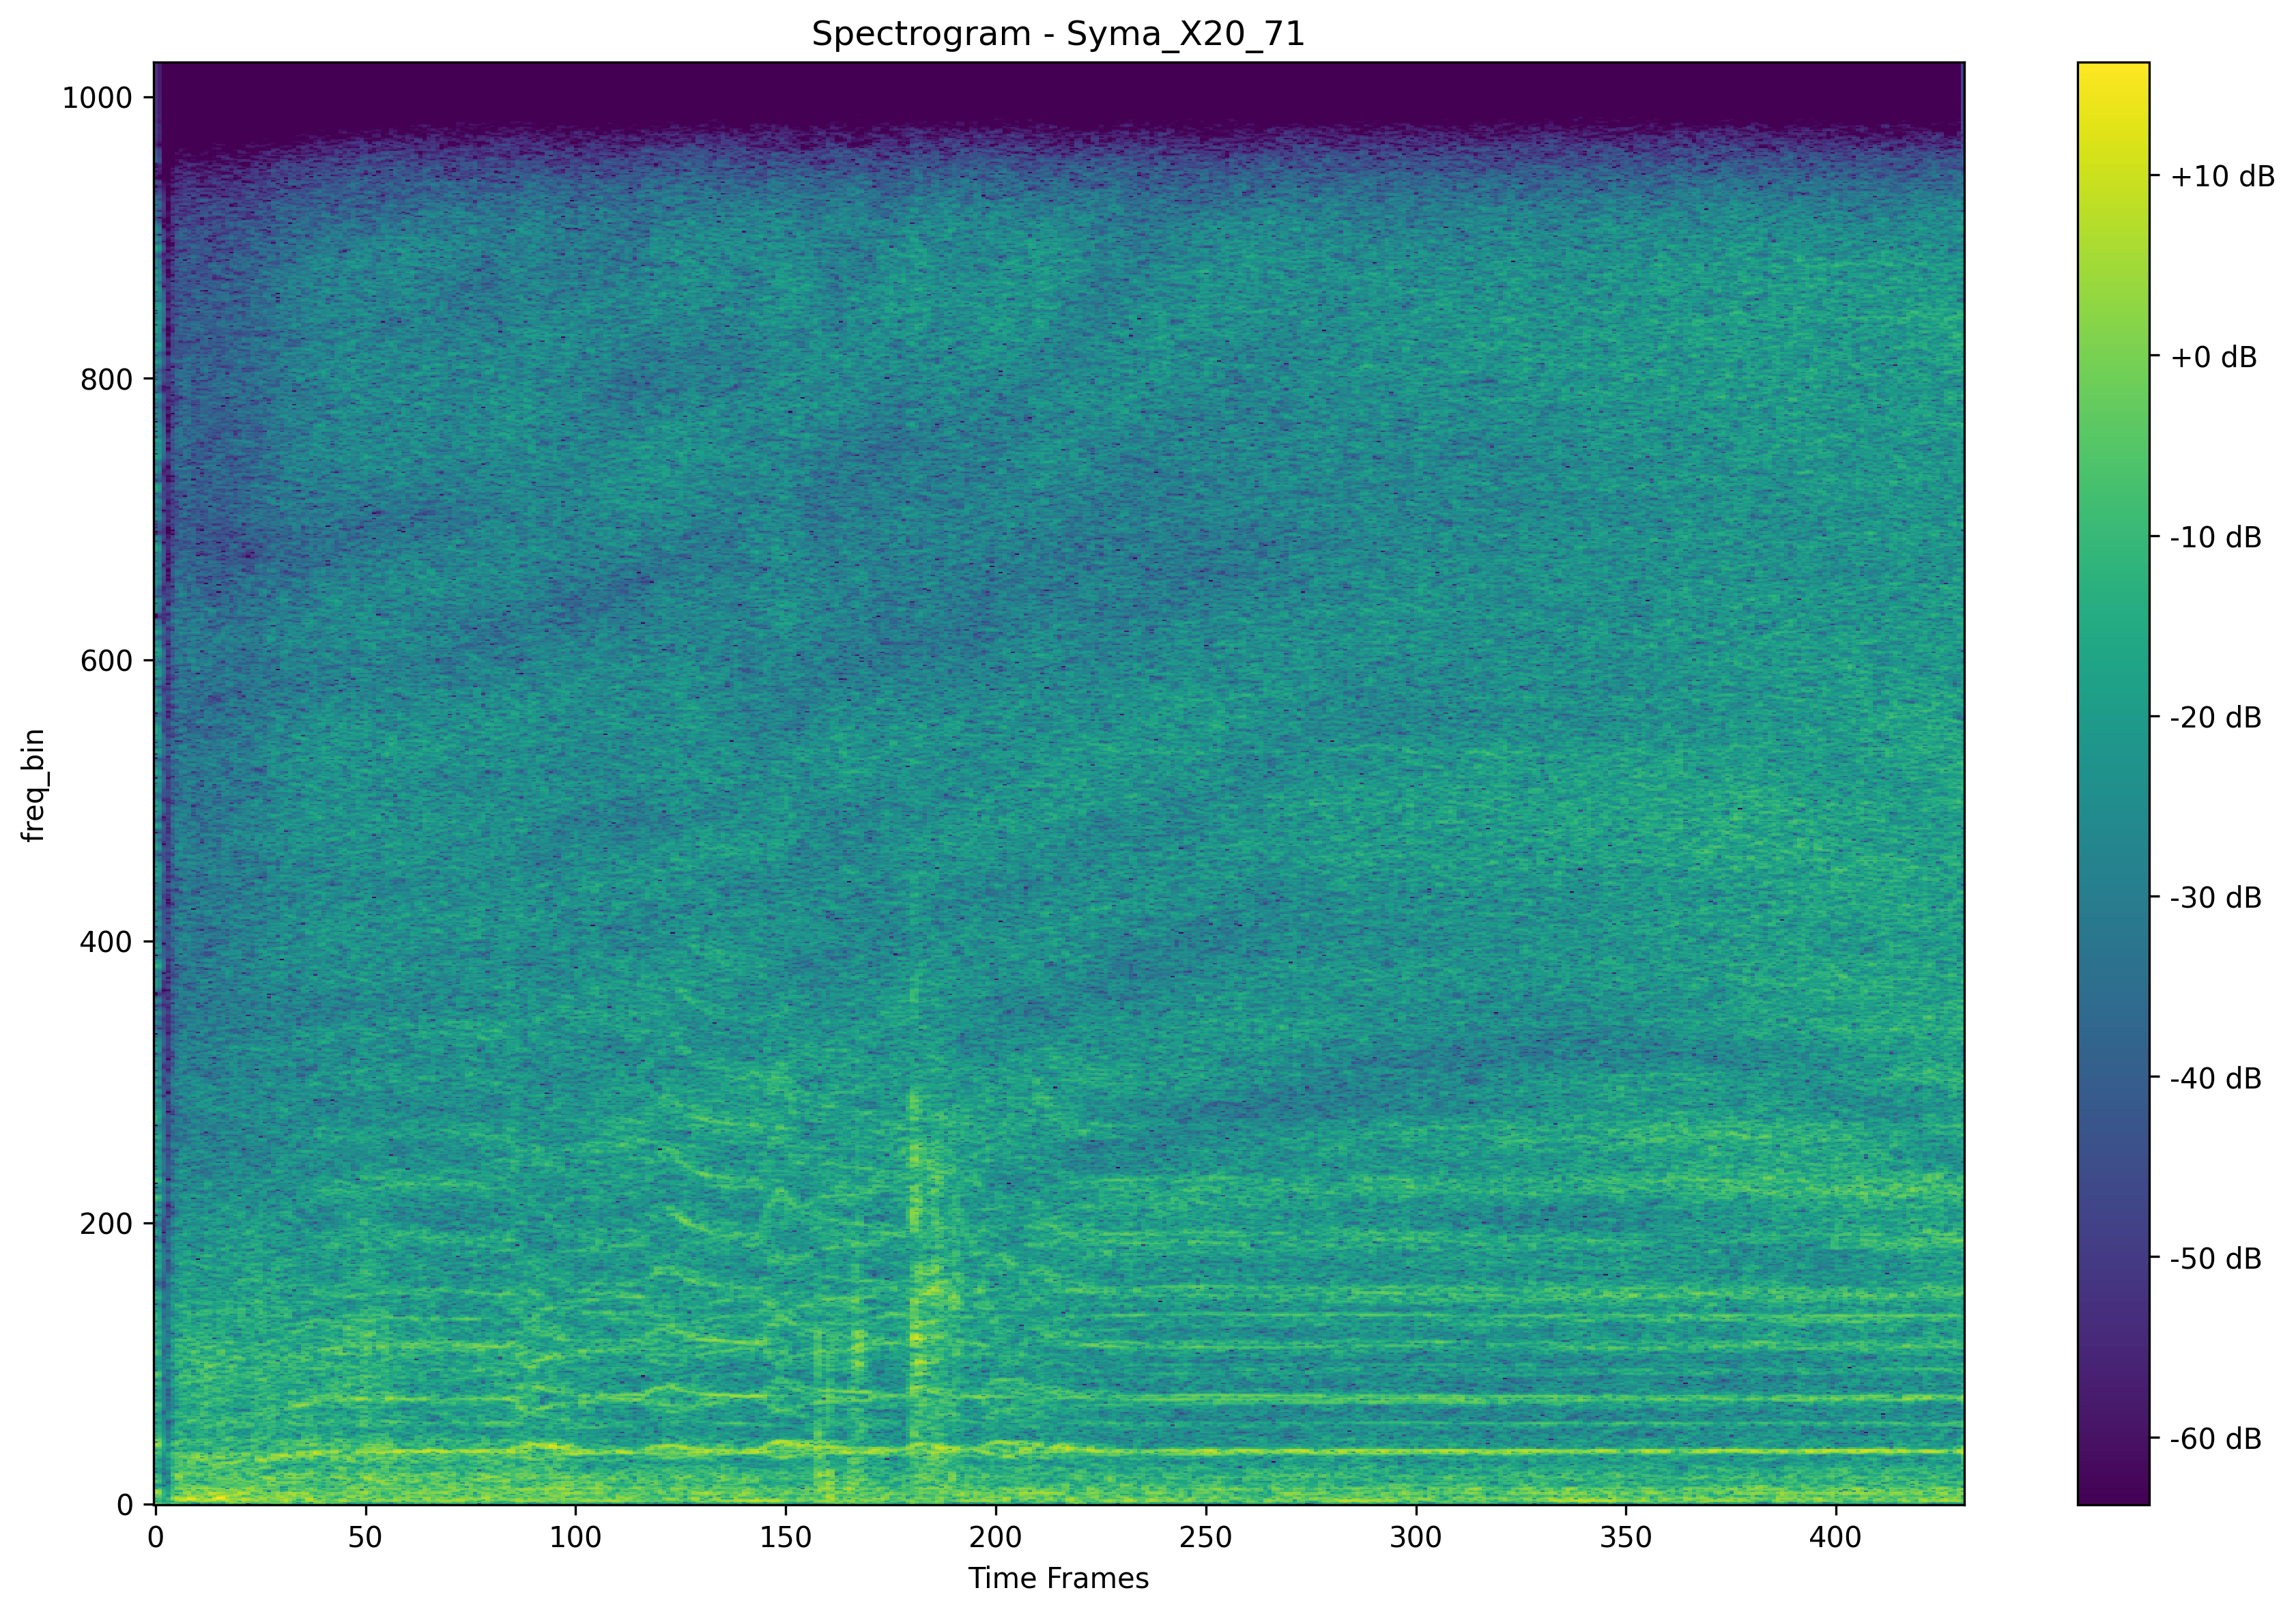 Spectrogram - Syma_X20_71
1000
800
600
400
200
0
freq_bin
0 50 100 150 200 250 300 350 400
Time Frames
+10 dB
+0 dB
-10 dB
-20 dB
-30 dB
-40 dB
-50 dB
-60 dB